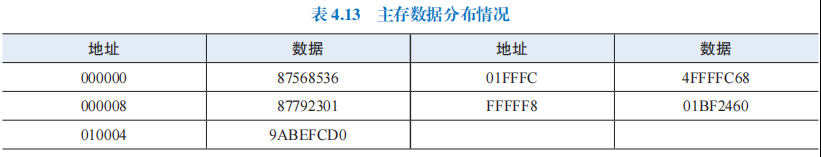 表 4.13 主存数据分布情况
地址 数据 地址 数据
000000 87568536 01FFFC 4FFFFC68
000008 87792301 FFFFF8 01BF2460
010004 9ABEFCD0